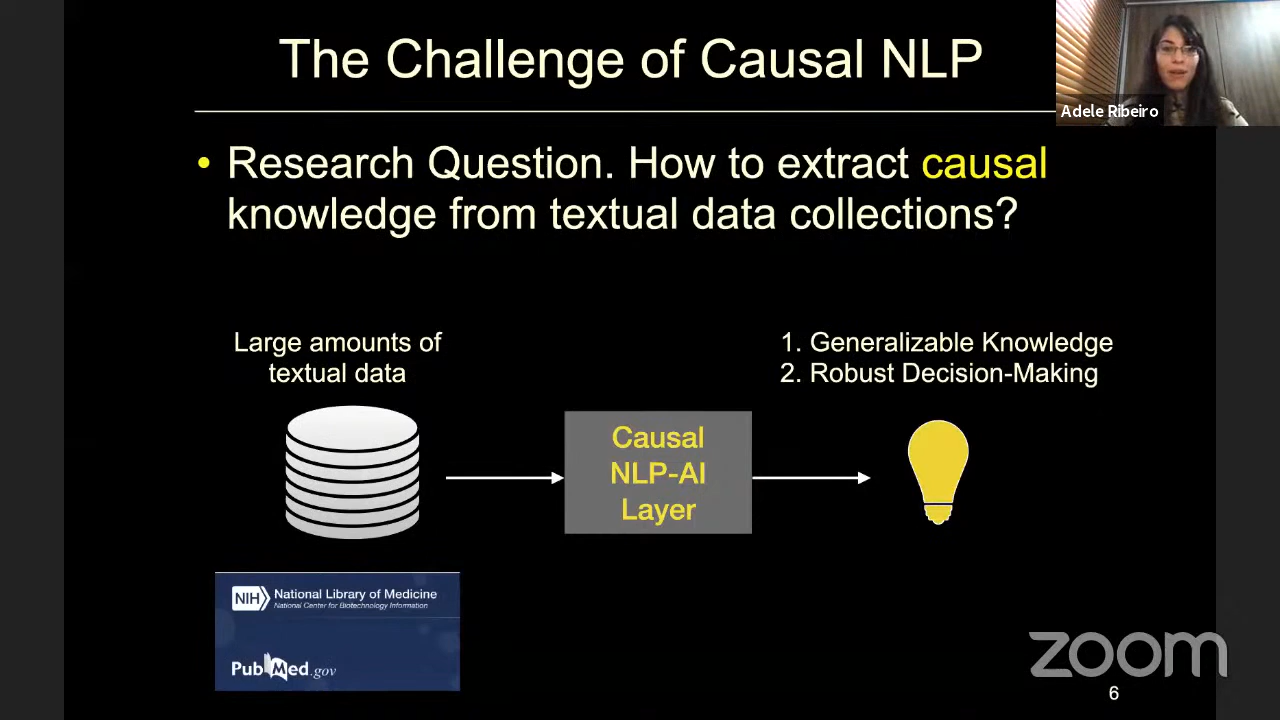 The Challenge of Causal NLP
Adele Ribeiro
• Research Question. How to extract causal
knowledge from textual data collections?
Large amounts of
textual data
1. Generalizable Knowledge
2. Robust Decision-Making
Causal
NLP-AI
Layer
NIH National Library of Medicine
National Center for Biotechnology Information
PubMed.gov
zoom
6